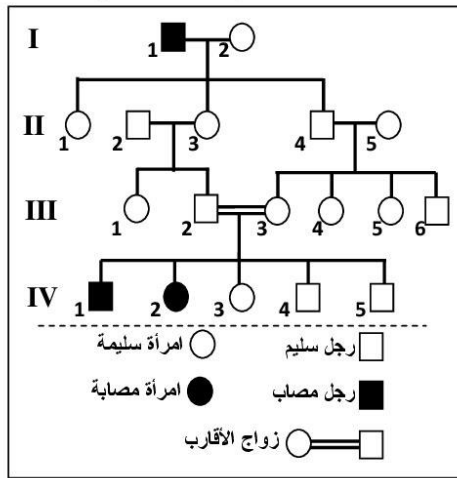 I
1 2
II
1 2 3 4 5
III
1 2 3 4 5 6
IV
1 2 3 4 5
رجل سليم امرأة سليمة
رجل مصاب امرأة مصابة
زواج الأقارب